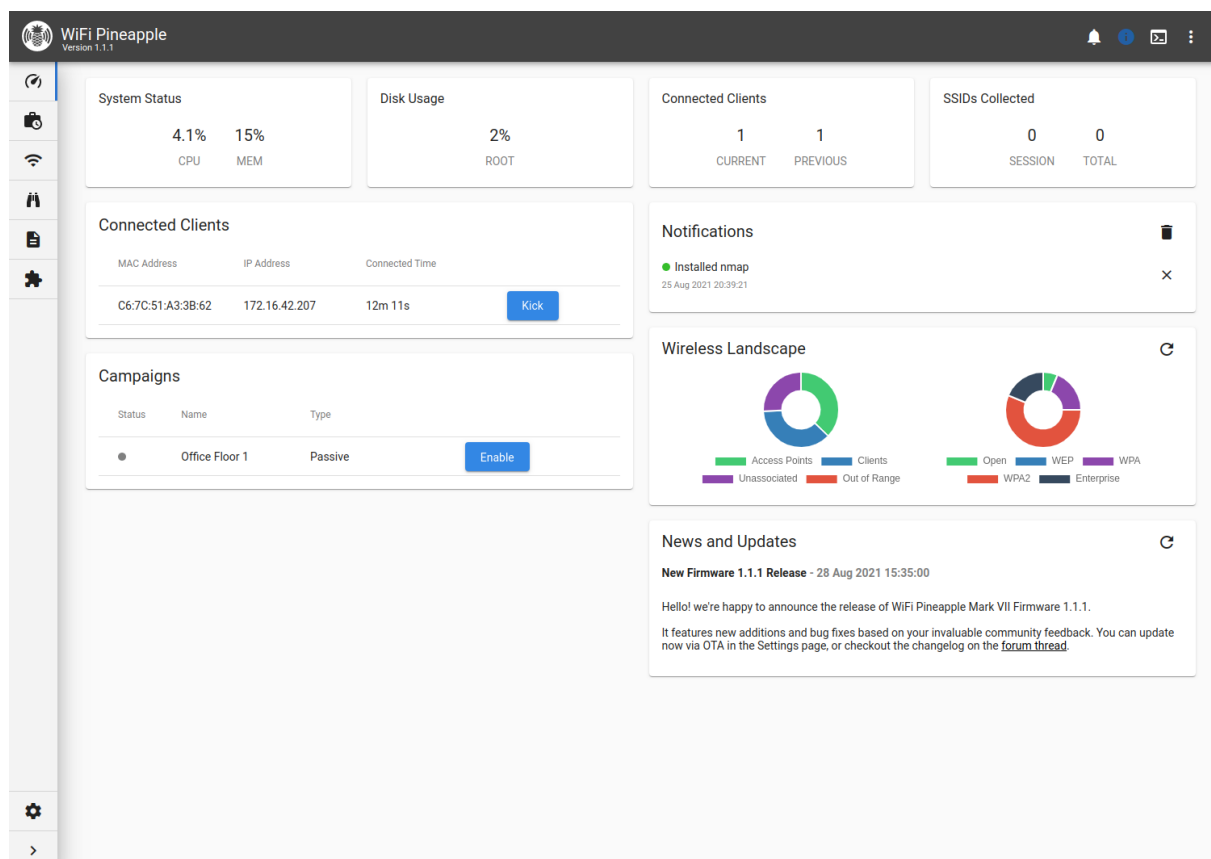 WiFi Pineapple
Version 1.1.1
System Status
4.1% 15%
CPU MEM
Disk Usage
2%
ROOT
Connected Clients
1 1
CURRENT PREVIOUS
SSIDs Collected
0 0
SESSION TOTAL
Connected Clients
MAC Address IP Address Connected Time
C6:7C:51:A3:3B:62 172.16.42.207 12m 11s Kick
Campaigns
Status Name Type
Office Floor 1 Passive Enable
Notifications
Installed nmap
25 Aug 2021 20:39:21
Wireless Landscape
Access Points Clients
Unassociated Out of Range
Open WEP WPA
WPA2 Enterprise
News and Updates
New Firmware 1.1.1 Release - 28 Aug 2021 15:35:00
Hello! we're happy to announce the release of WiFi Pineapple Mark VII Firmware 1.1.1.
It features new additions and bug fixes based on your invaluable community feedback. You can update
now via OTA in the Settings page, or checkout the changelog on the forum thread.